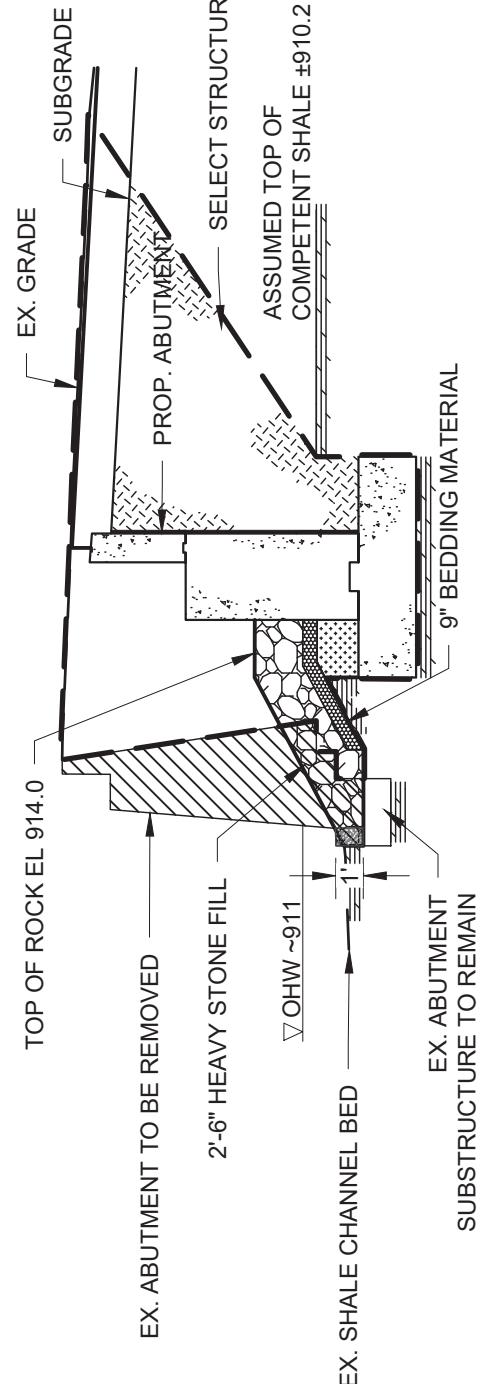 TOP OF ROCK EL 914.0
EX. ABUTMENT TO BE REMOVED
2'-6" HEAVY STONE FILL
OHW ~911
EX. SHALE CHANNEL BED
1'
EX. ABUTMENT
SUBSTRUCTURE TO REMAIN
9" BEDDING MATERIAL
EX. GRADE
SUBGRADE
PROP. ABUTMENT
SELECT STRUCTUR
ASSUMED TOP OF
COMPETENT SHALE ±910.2